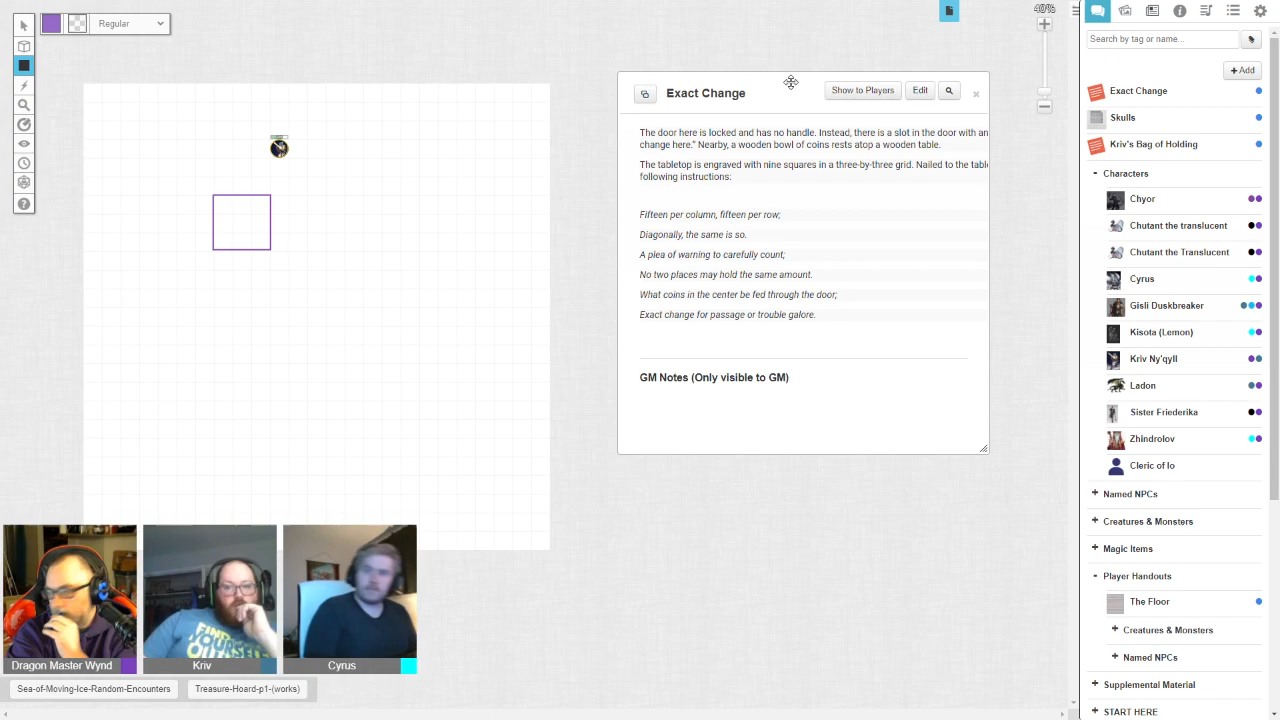 Regular
40%
Search by tag or name...
+ Add
Exact Change
Show to Players
Edit
The door here is locked and has no handle. Instead, there is a slot in the door with an
change here." Nearby, a wooden bowl of coins rests atop a wooden table.
The tabletop is engraved with nine squares in a three-by-three grid. Nailed to the table
following instructions:
Fifteen per column, fifteen per row;
Diagonally, the same is so.
A plea of warning to carefully count;
No two places may hold the same amount.
What coins in the center be fed through the door;
Exact change for passage or trouble galore.
GM Notes (Only visible to GM)
Exact Change
Skulls
Kriv's Bag of Holding
- Characters
Chyor
Chutant the translucent
Chutant the Translucent
Cyrus
Gisli Duskbreaker
Kisota (Lemon)
Kriv Ny'qyll
Ladon
Sister Friederika
Zhindrolov
Cleric of Io
+ Named NPCs
+ Creatures & Monsters
+ Magic Items
- Player Handouts
The Floor
+ Creatures & Monsters
+ Named NPCs
+ Supplemental Material
+ START HERE
Dragon Master Wynd
Kriv
Cyrus
Sea-of-Moving-Ice-Random-Encounters
Treasure-Hoard-p1-(works)